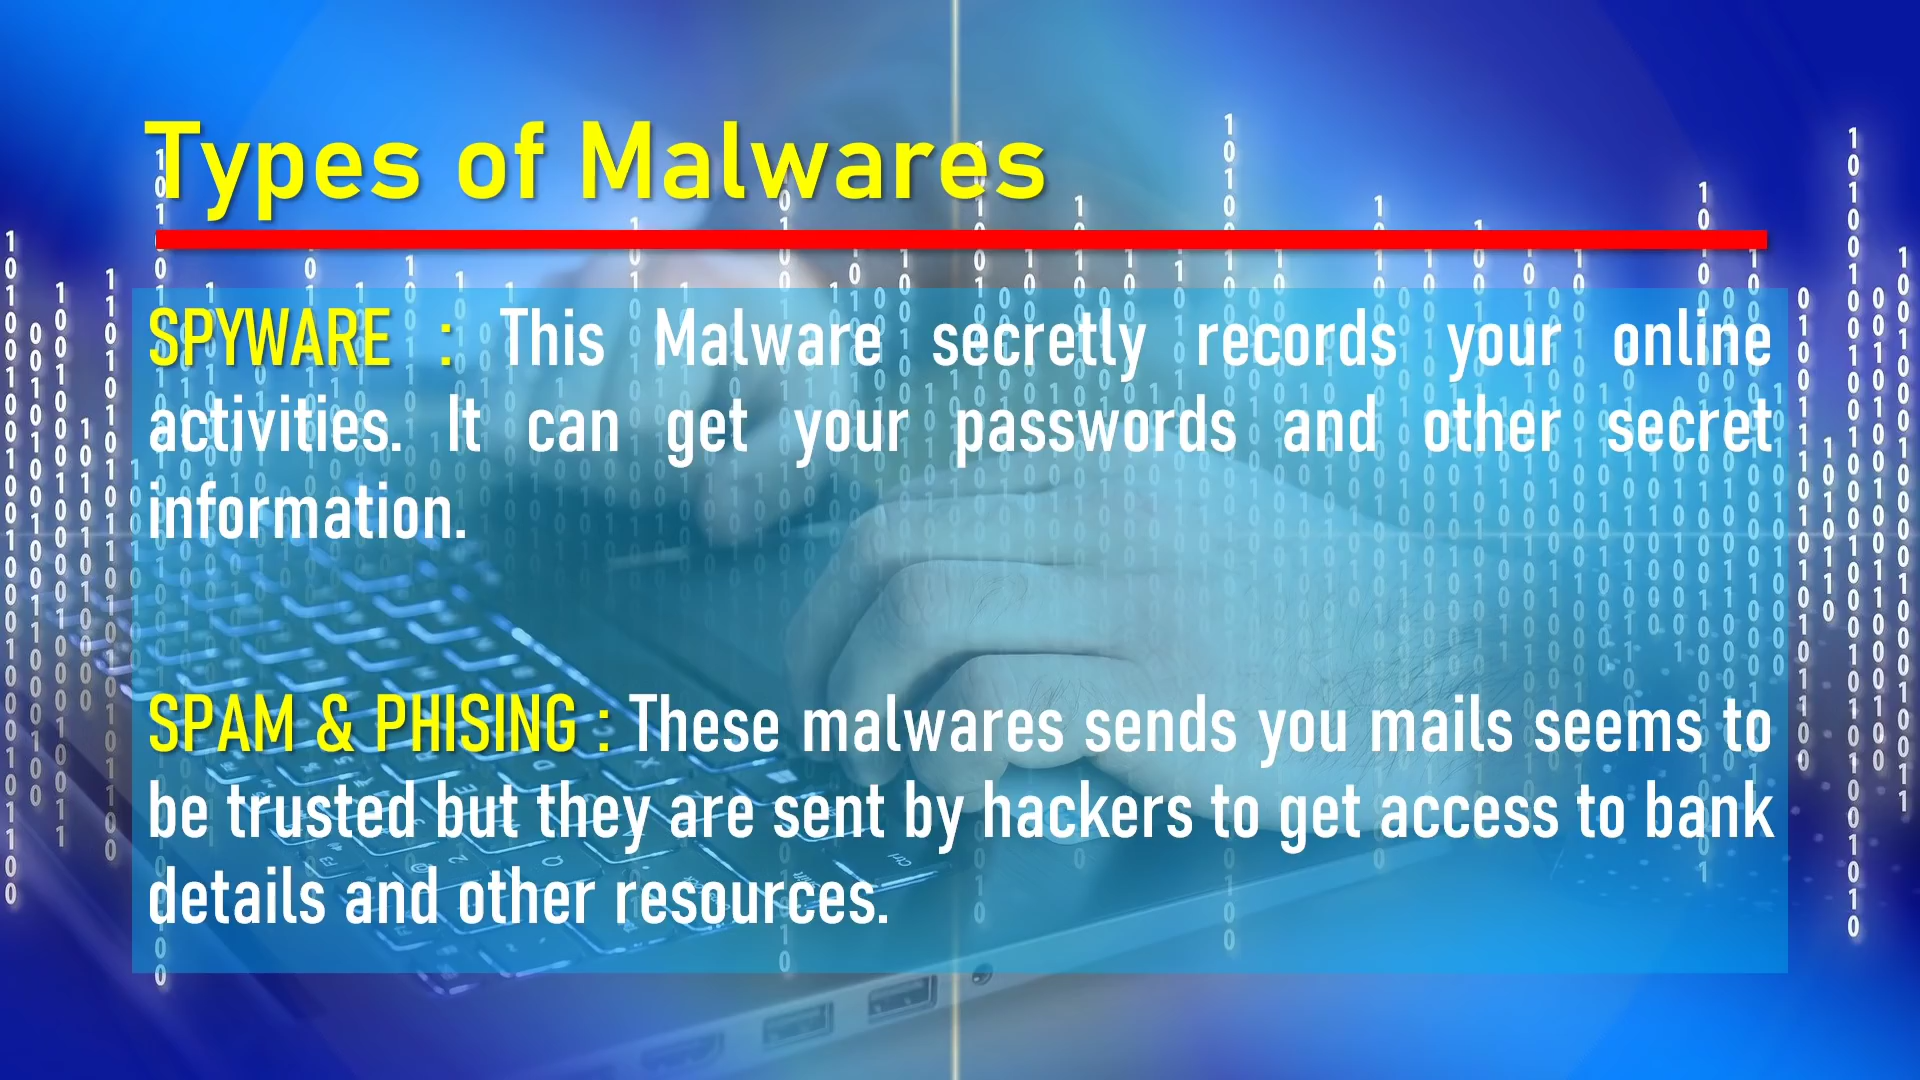 Types of Malwares
SPYWARE : This Malware secretly records your online
activities. It can get your passwords and other secret
information.
SPAM & PHISING : These malwares sends you mails seems to
be trusted but they are sent by hackers to get access to bank
details and other resources.